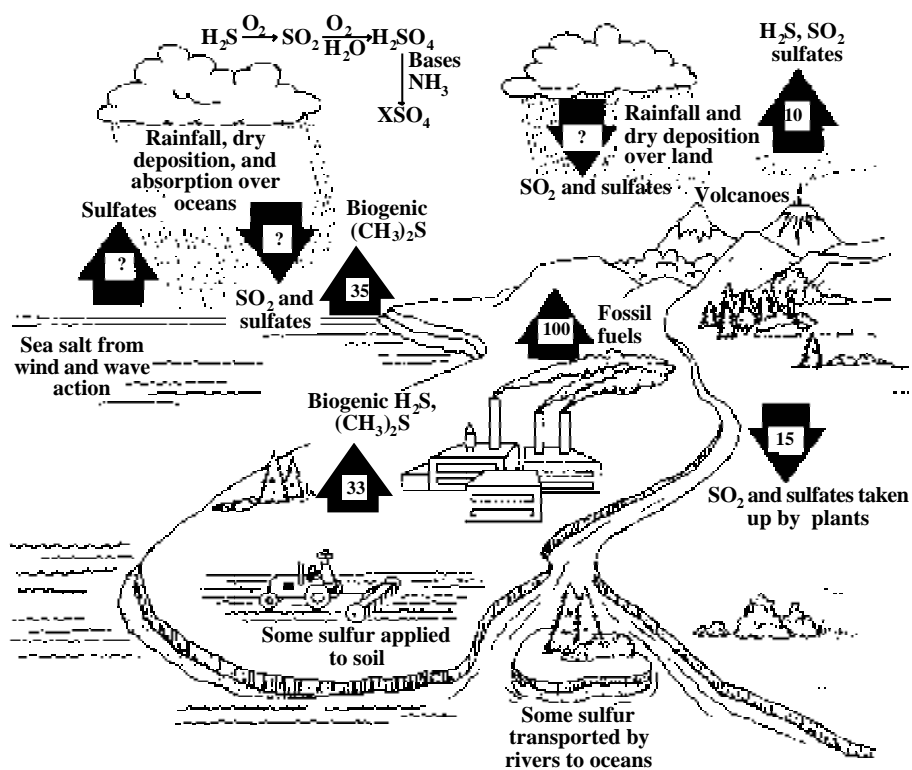 H₂S —O₂→ SO₂ —O₂/H₂O→ H₂SO₄
Bases
NH₃
XSO₄
H₂S, SO₂
sulfates
10
Rainfall, dry
deposition, and
absorption over
oceans
?
Rainfall and
dry deposition
over land
?
SO₂ and sulfates
Volcanoes
Sulfates
?
Biogenic
(CH₃)₂S
35
SO₂ and
sulfates
Sea salt from
wind and wave
action
100
Fossil
fuels
Biogenic H₂S,
(CH₃)₂S
33
15
SO₂ and sulfates taken
up by plants
Some sulfur applied
to soil
Some sulfur
transported by
rivers to oceans